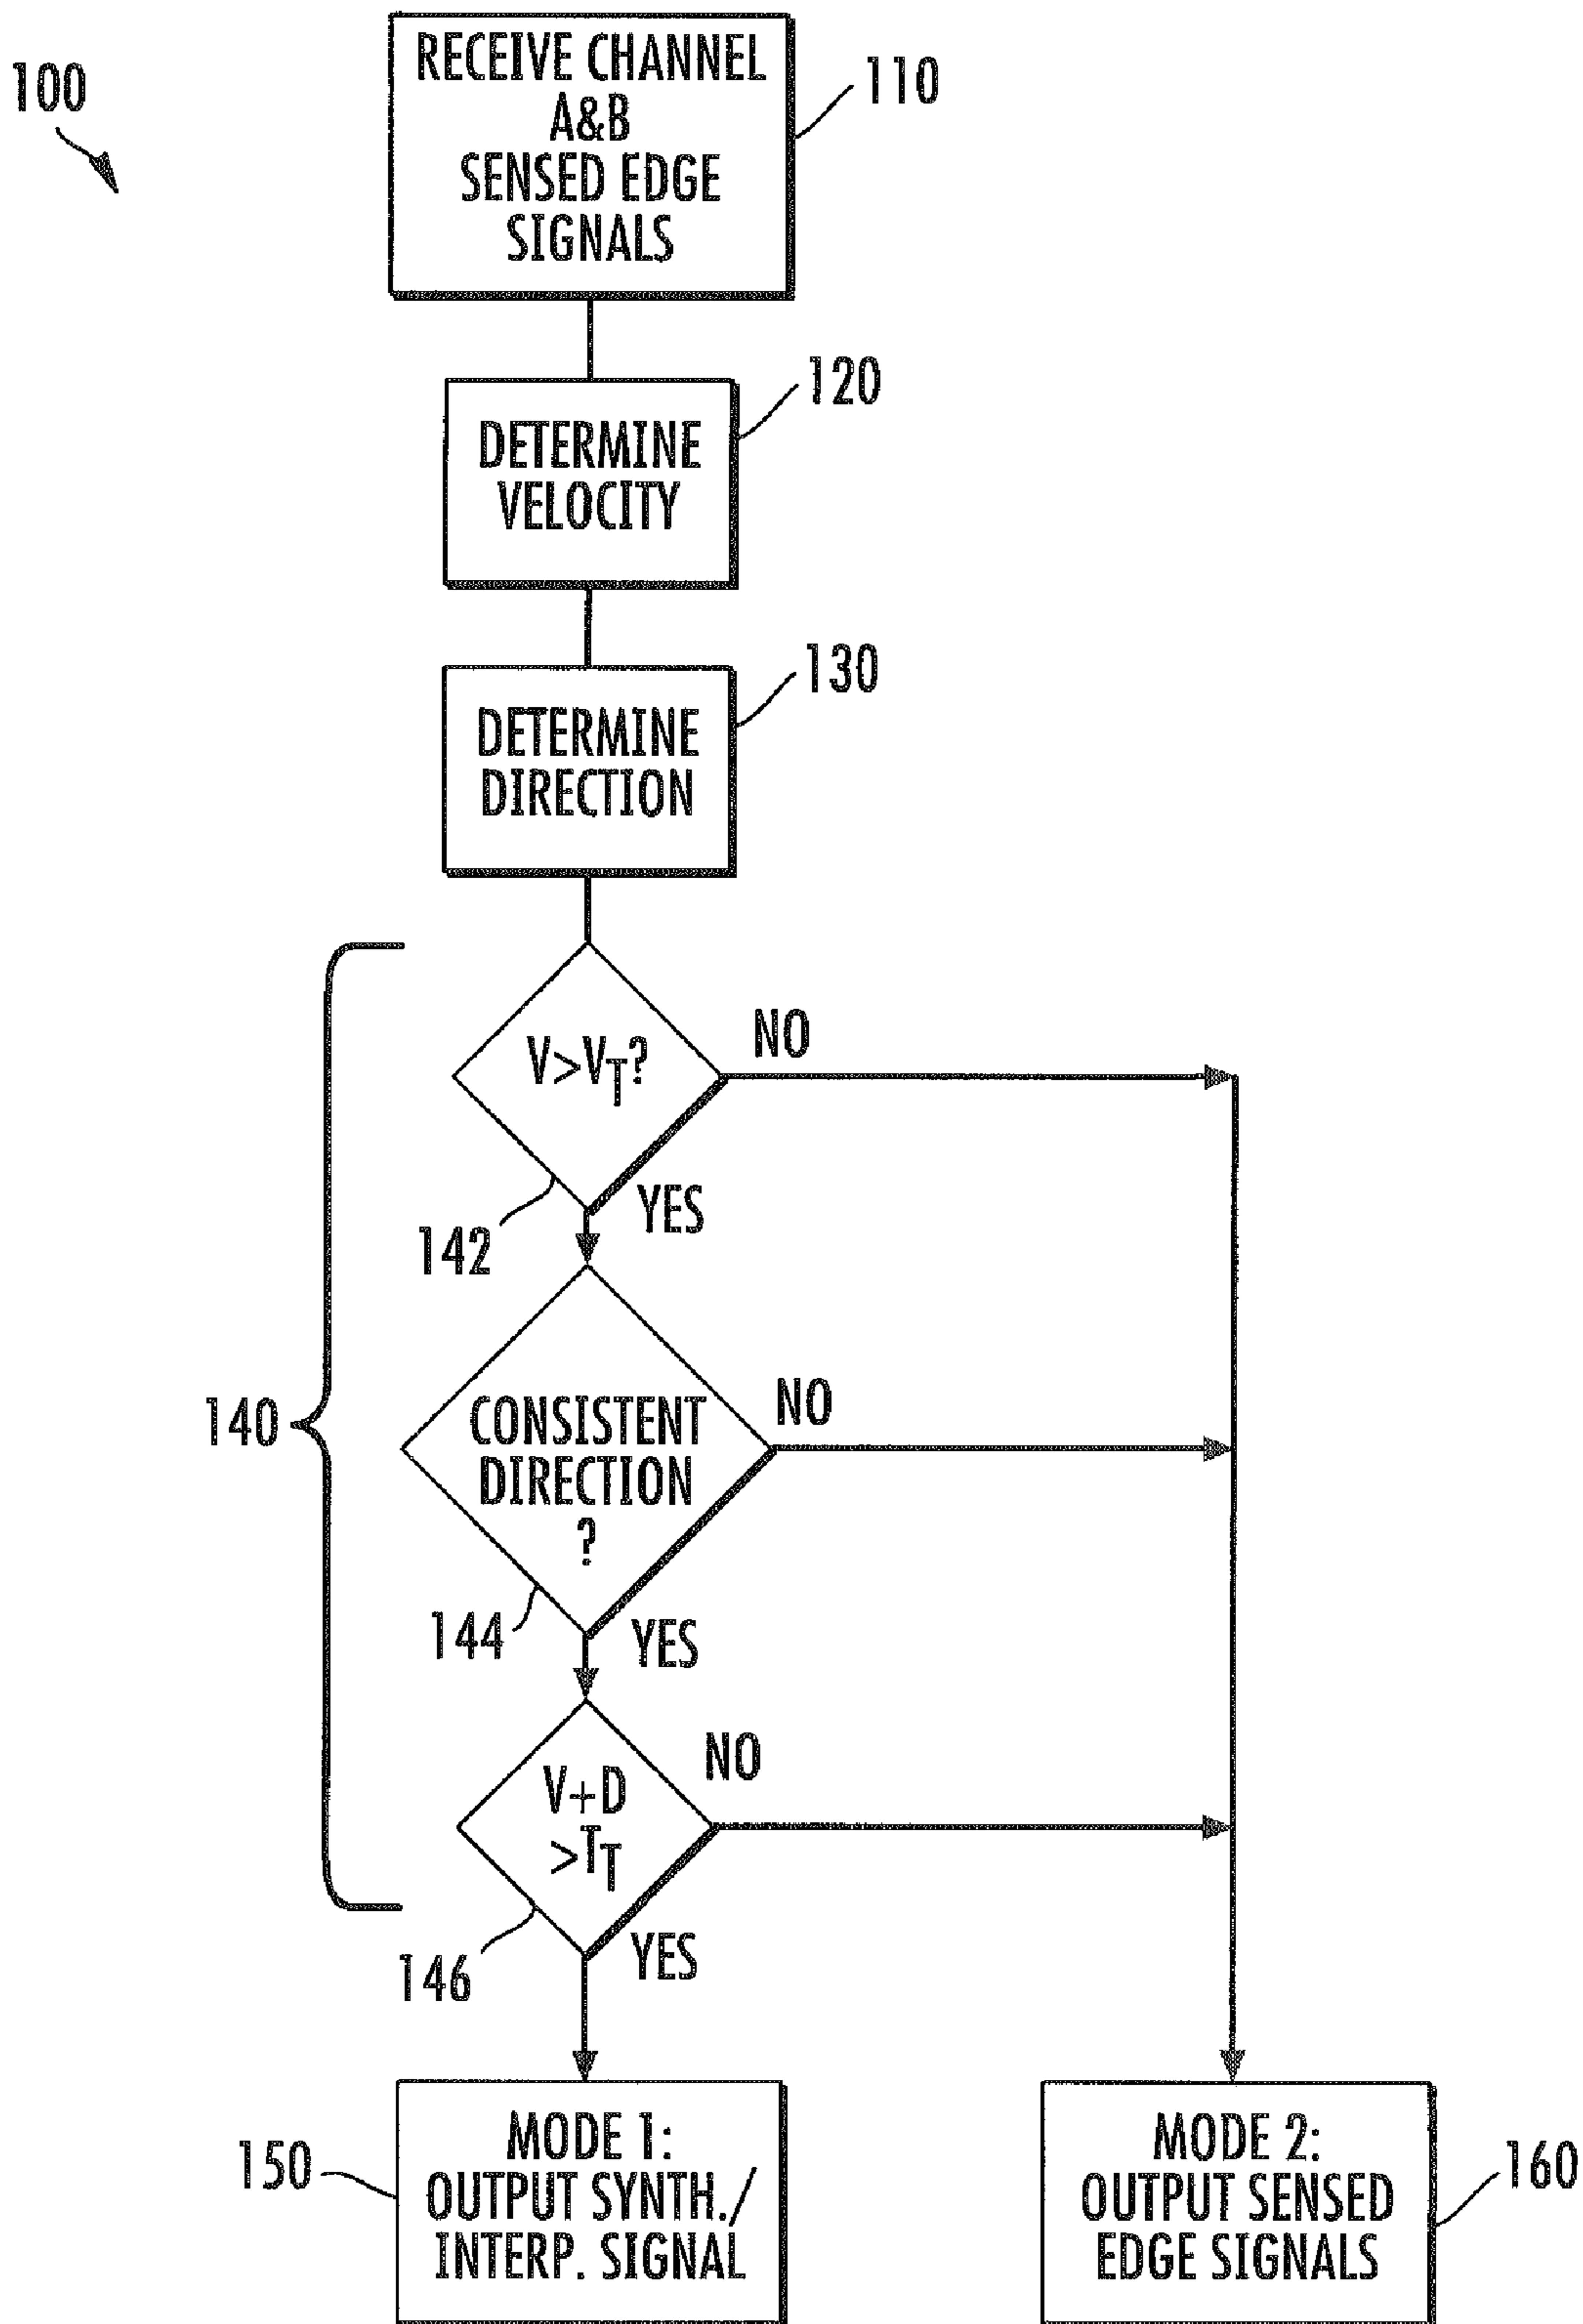 100
RECEIVE CHANNEL
A&B
SENSED EDGE
SIGNALS
110
DETERMINE
VELOCITY
120
DETERMINE
DIRECTION
130
140
V>VT?
NO
YES
142
CONSISTENT
DIRECTION
?
NO
YES
144
V+D
>TT
NO
YES
146
MODE 1:
OUTPUT SYNTH./
INTERP. SIGNAL
150
MODE 2:
OUTPUT SENSED
EDGE SIGNALS
160